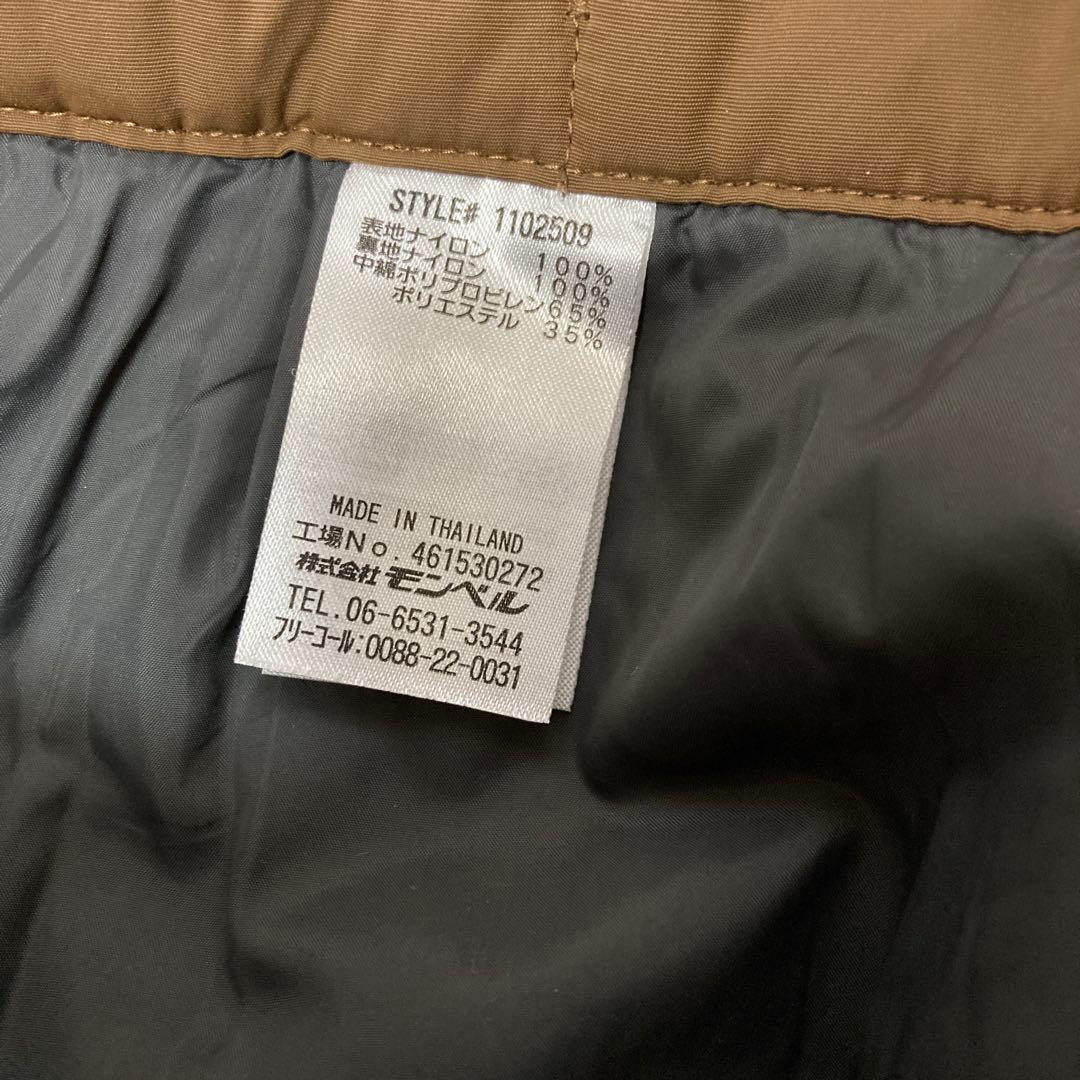 STYLE# 1102509
表地ナイロン 100%
裏地ナイロン 100%
中綿ポリプロピレン65%
ポリエステル 35%
MADE IN THAILAND
工場No. 461530272
株式会社モンベル
TEL.06-6531-3544
フリーコール:0088-22-0031